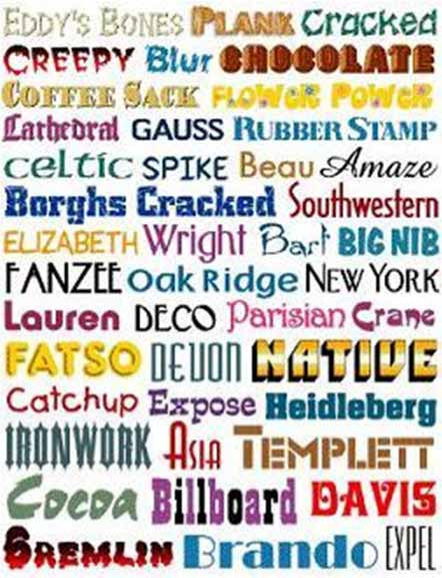 EDDY'S BONES PLANK Cracked
CREEPY Blur CHOCOLATE
COFFEE SACK FLOWER POWER
Lathedral GAUSS RUBBER STAMP
celtic SPIKE Beau Amaze
Borghs Cracked Southwestern
ELIZABETH Wright Bart BIG NIB
FANZEE Oak Ridge NEW YORK
Lauren DECO Parisian Crane
FATSO DEVON NATIVE
Catchup Expose Heidleberg
IRONWORK ASIA TEMPLETT
Cocoa Billboard DAVIS
GREMLIN Brando EXPEL